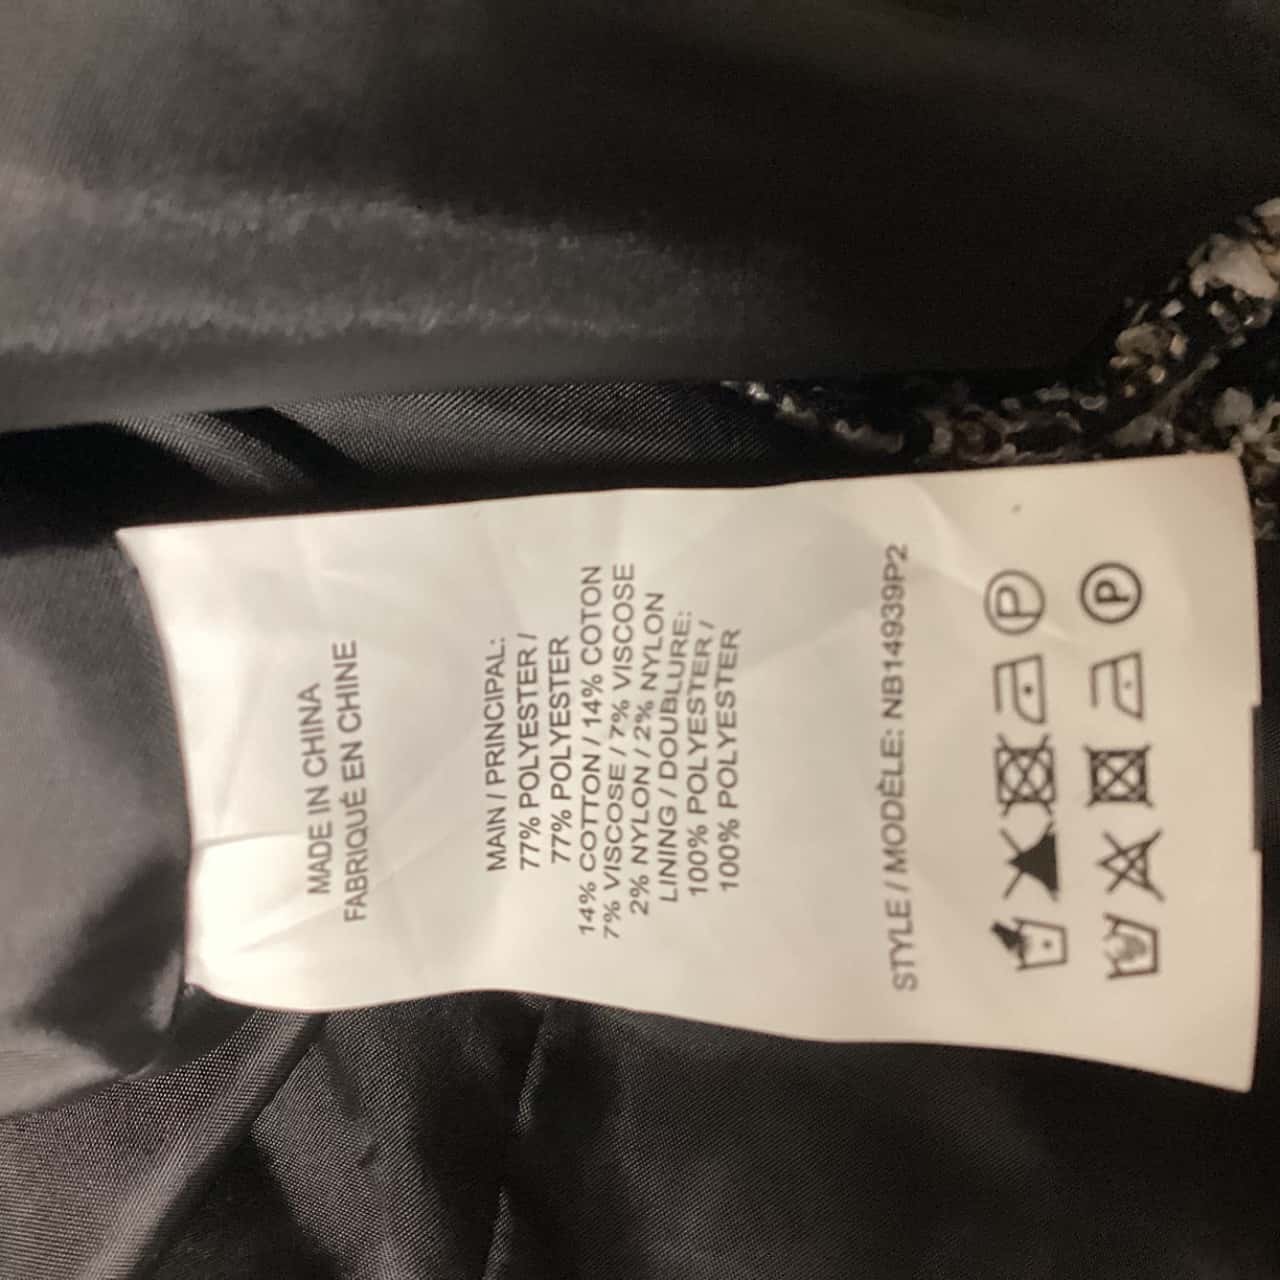 MADE IN CHINA
FABRIQUÉ EN CHINE
MAIN / PRINCIPAL:
77% POLYESTER /
77% POLYESTER
14% COTTON / 14% COTON
7% VISCOSE / 7% VISCOSE
2% NYLON / 2% NYLON
LINING / DOUBLURE:
100% POLYESTER /
100% POLYESTER
STYLE / MODÈLE: NB14939P2
P
P